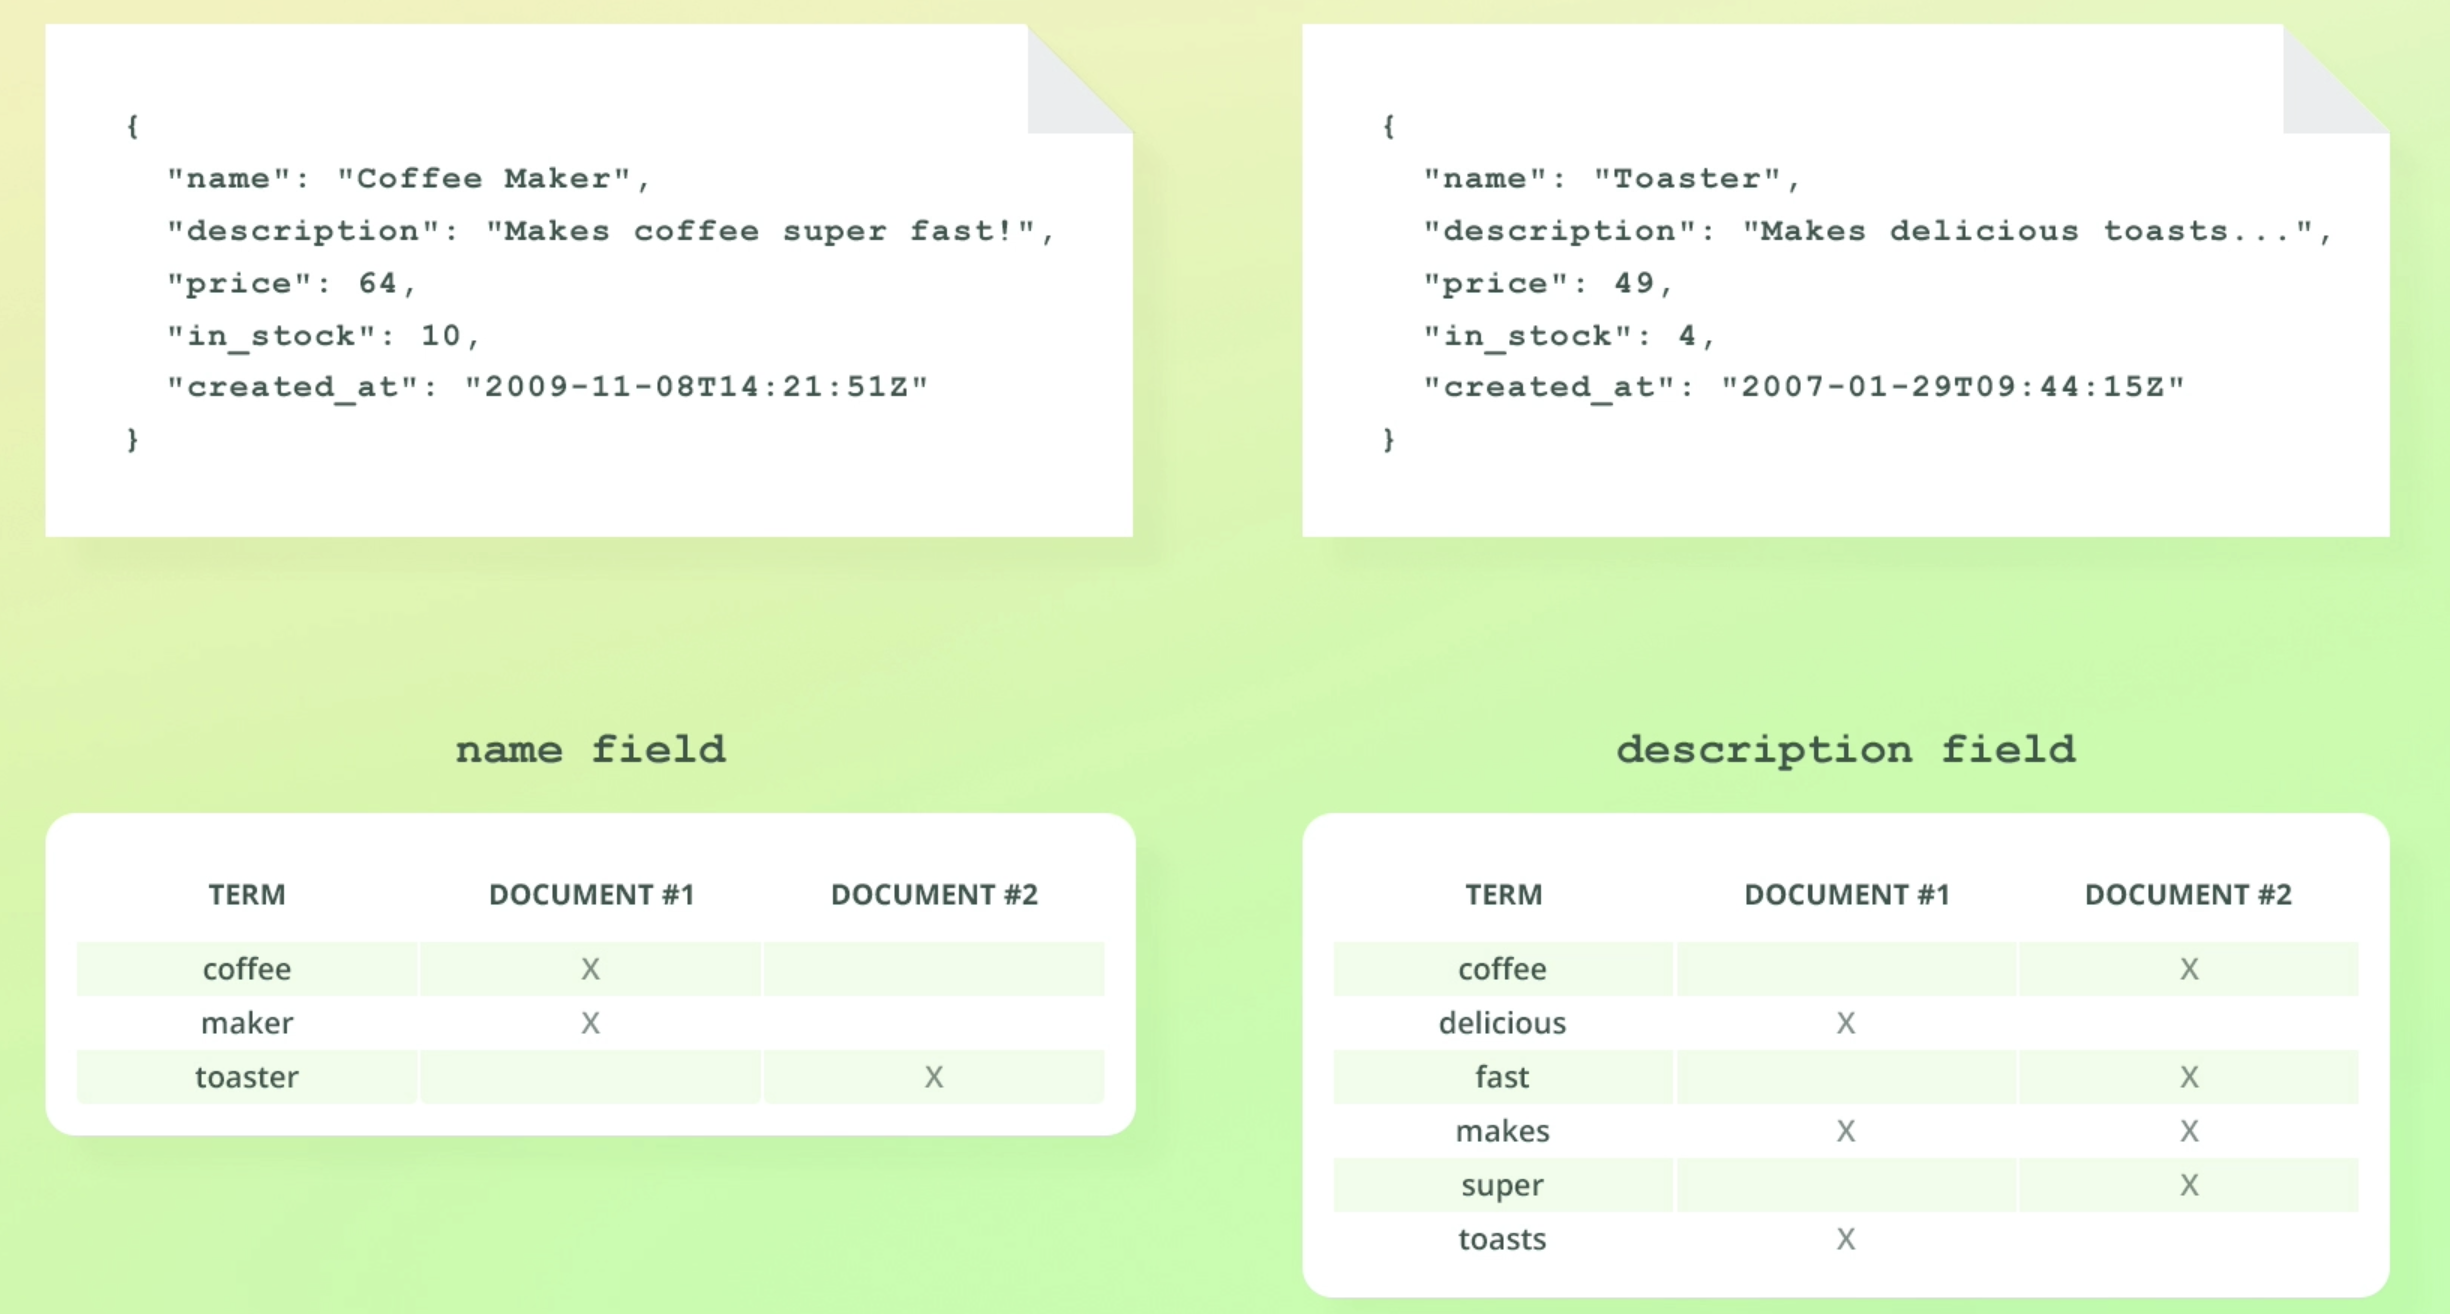 {
"name": "Coffee Maker",
"description": "Makes coffee super fast!",
"price": 64,
"in_stock": 10,
"created_at": "2009-11-08T14:21:51Z"
}
{
"name": "Toaster",
"description": "Makes delicious toasts...",
"price": 49,
"in_stock": 4,
"created_at": "2007-01-29T09:44:15Z"
}
name field
TERM DOCUMENT #1 DOCUMENT #2
coffee X
maker X
toaster X
description field
TERM DOCUMENT #1 DOCUMENT #2
coffee X
delicious X
fast X
makes X X
super X
toasts X